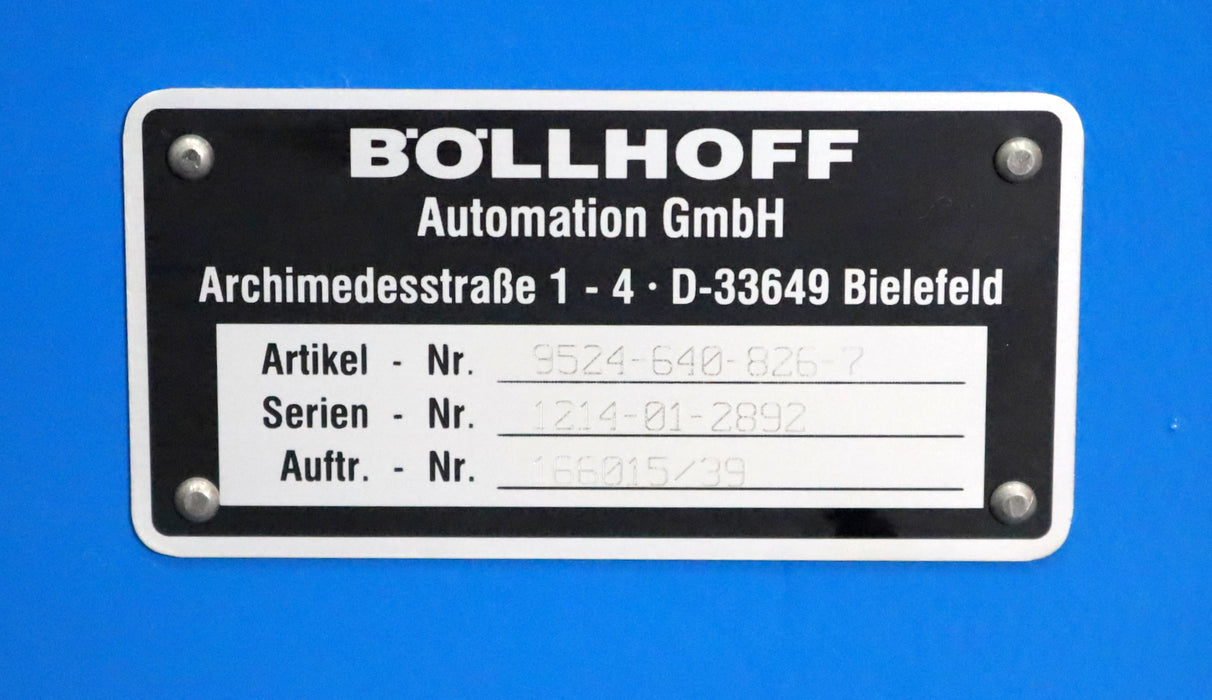 BÖLLHOFF
Automation GmbH
Archimedesstraße 1 - 4 · D-33649 Bielefeld
Artikel - Nr. 9524-640-826-7
Serien - Nr. 1214-01-2892
Auftr. - Nr. 166015/39